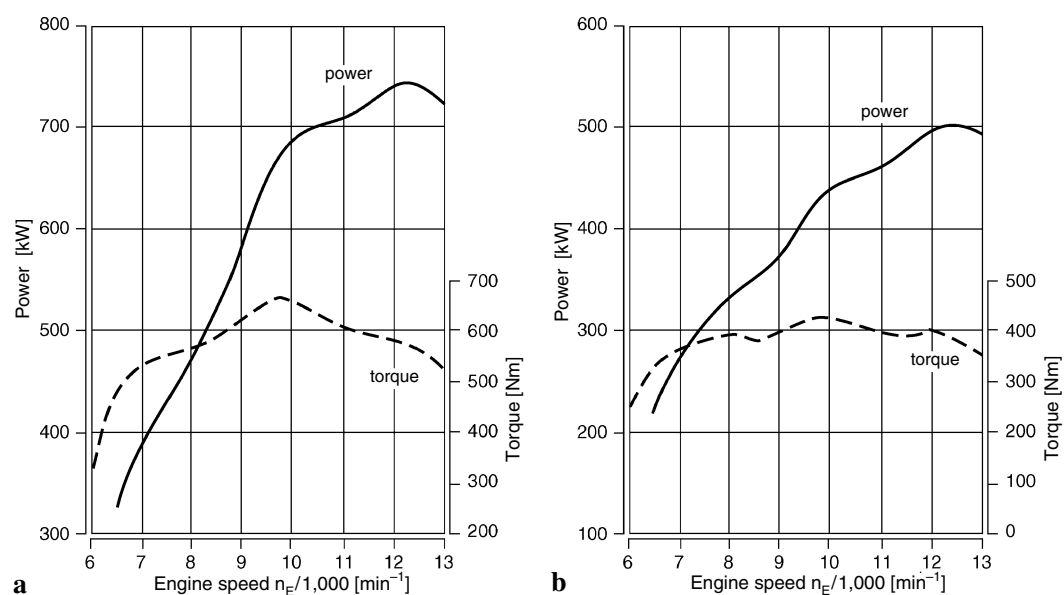 800
700
600
500
400
300
Power [kW]
power
torque
700
600
500
400
300
200
Torque [Nm]
6 7 8 9 10 11 12 13
Engine speed n_E/1,000 [min⁻¹]
a
600
500
400
300
200
100
Power [kW]
power
torque
500
400
300
200
100
0
Torque [Nm]
6 7 8 9 10 11 12 13
Engine speed n_E/1,000 [min⁻¹]
b